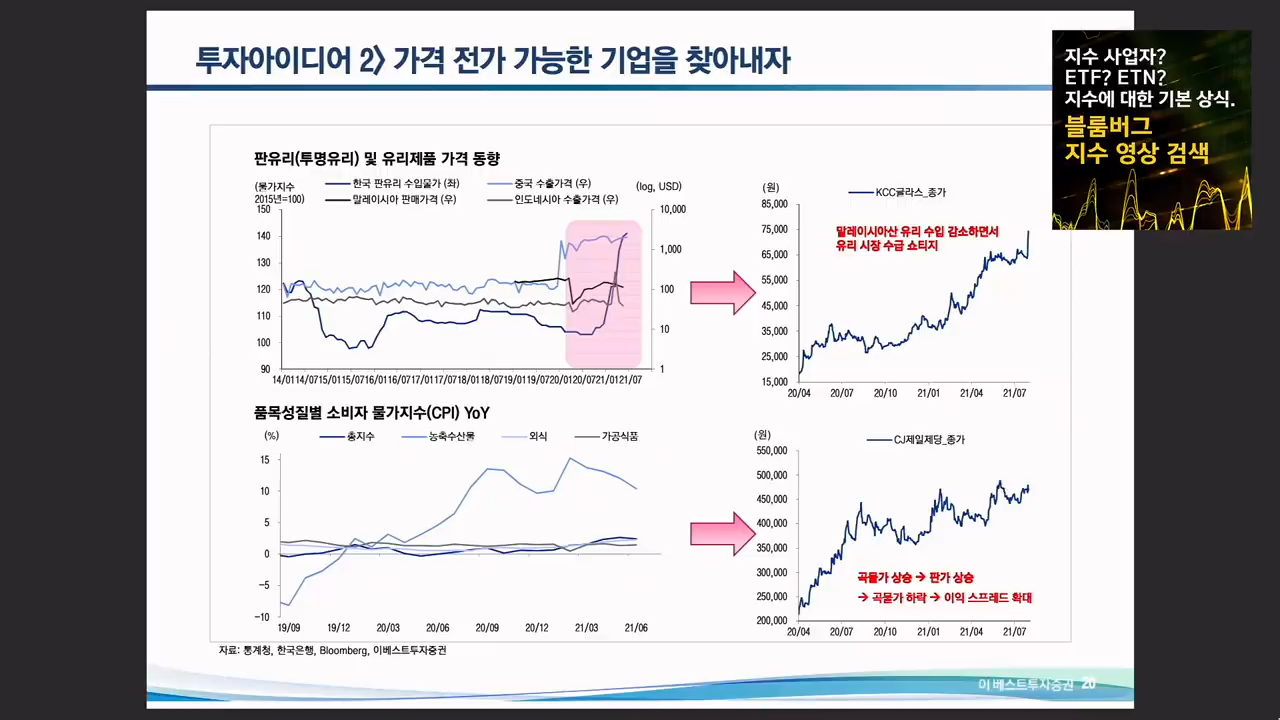 투자아이디어 2> 가격 전가 가능한 기업을 찾아내자
지수 사업자?
ETF? ETN?
지수에 대한 기본 상식.
블룸버그
지수 영상 검색
판유리(투명유리) 및 유리제품 가격 동향
(물가지수
2015년=100)
한국 판유리 수입물가 (좌)
중국 수출가격 (우)
말레이시아 판매가격 (우)
인도네시아 수출가격 (우)
(log, USD)
150
140
130
120
110
100
90
10,000
1,000
100
10
1
14/01 14/07 15/01 15/07 16/01 16/07 17/01 17/07 18/01 18/07 19/01 19/07 20/01 20/07 21/01 21/07
(원)
KCC글라스_종가
85,000
75,000
65,000
55,000
45,000
35,000
25,000
15,000
말레이시아산 유리 수입 감소하면서
유리 시장 수급 쇼티지
20/04 20/07 20/10 21/01 21/04 21/07
품목성질별 소비자 물가지수(CPI) YoY
(%)
총지수
농축수산물
외식
가공식품
15
10
5
0
-5
-10
19/09 19/12 20/03 20/06 20/09 20/12 21/03 21/06
(원)
CJ제일제당_종가
550,000
500,000
450,000
400,000
350,000
300,000
250,000
200,000
곡물가 상승 → 판가 상승
→ 곡물가 하락 → 이익 스프레드 확대
20/04 20/07 20/10 21/01 21/04 21/07
자료: 통계청, 한국은행, Bloomberg, 이베스트투자증권
이베스트투자증권 20